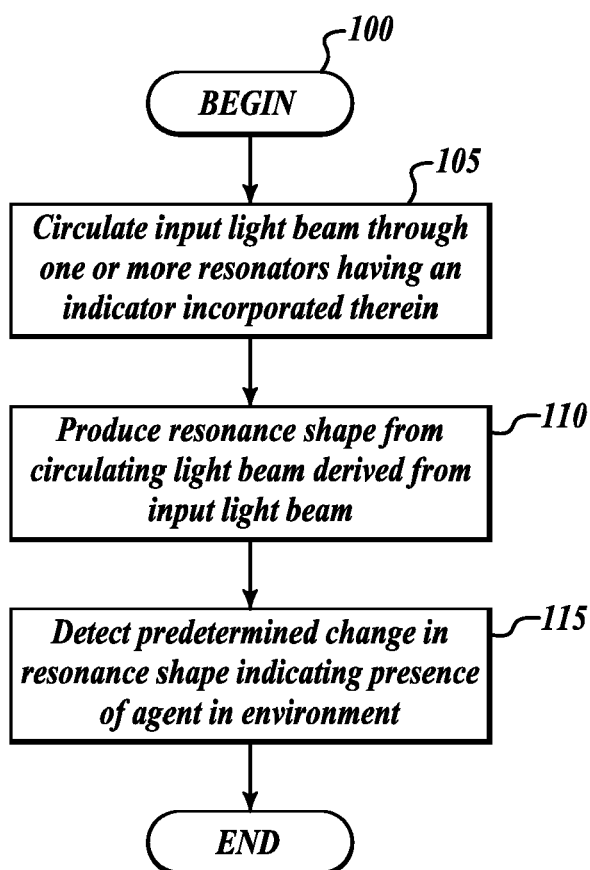 100
BEGIN
105
Circulate input light beam through
one or more resonators having an
indicator incorporated therein
110
Produce resonance shape from
circulating light beam derived from
input light beam
115
Detect predetermined change in
resonance shape indicating presence
of agent in environment
END